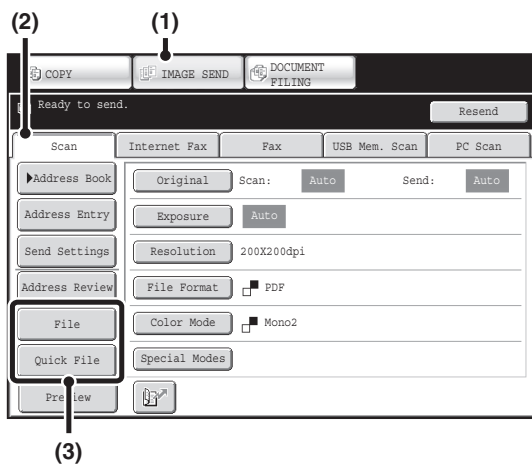 (2)
(1)
COPY
IMAGE SEND
DOCUMENT
FILING
Ready to send.
Resend
Scan
Internet Fax
Fax
USB Mem. Scan
PC Scan
Address Book
Original
Scan:
Auto
Send:
Auto
Address Entry
Exposure
Auto
Send Settings
Resolution
200X200dpi
Address Review
File Format
PDF
File
Color Mode
Mono2
Quick File
Special Modes
Preview
(3)